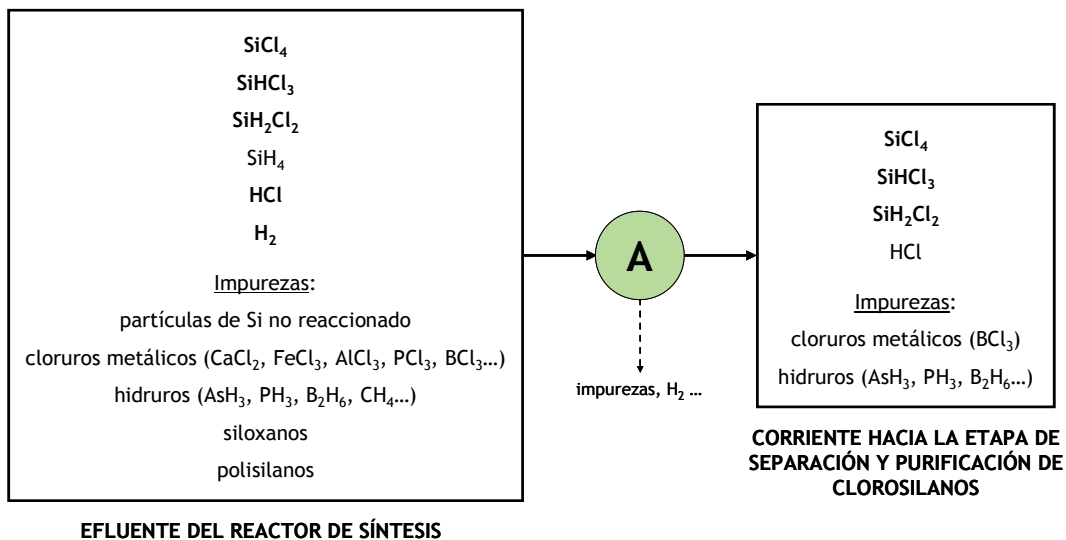 SiCl₄
SiHCl₃
SiH₂Cl₂
SiH₄
HCl
H₂
Impurezas:
partículas de Si no reaccionado
cloruros metálicos (CaCl₂, FeCl₃, AlCl₃, PCl₃, BCl₃…)
hidruros (AsH₃, PH₃, B₂H₆, CH₄…)
siloxanos
polisilanos
EFLUENTE DEL REACTOR DE SÍNTESIS
A
impurezas, H₂ …
SiCl₄
SiHCl₃
SiH₂Cl₂
HCl
Impurezas:
cloruros metálicos (BCl₃)
hidruros (AsH₃, PH₃, B₂H₆…)
CORRIENTE HACIA LA ETAPA DE
SEPARACIÓN Y PURIFICACIÓN DE
CLOROSILANOS